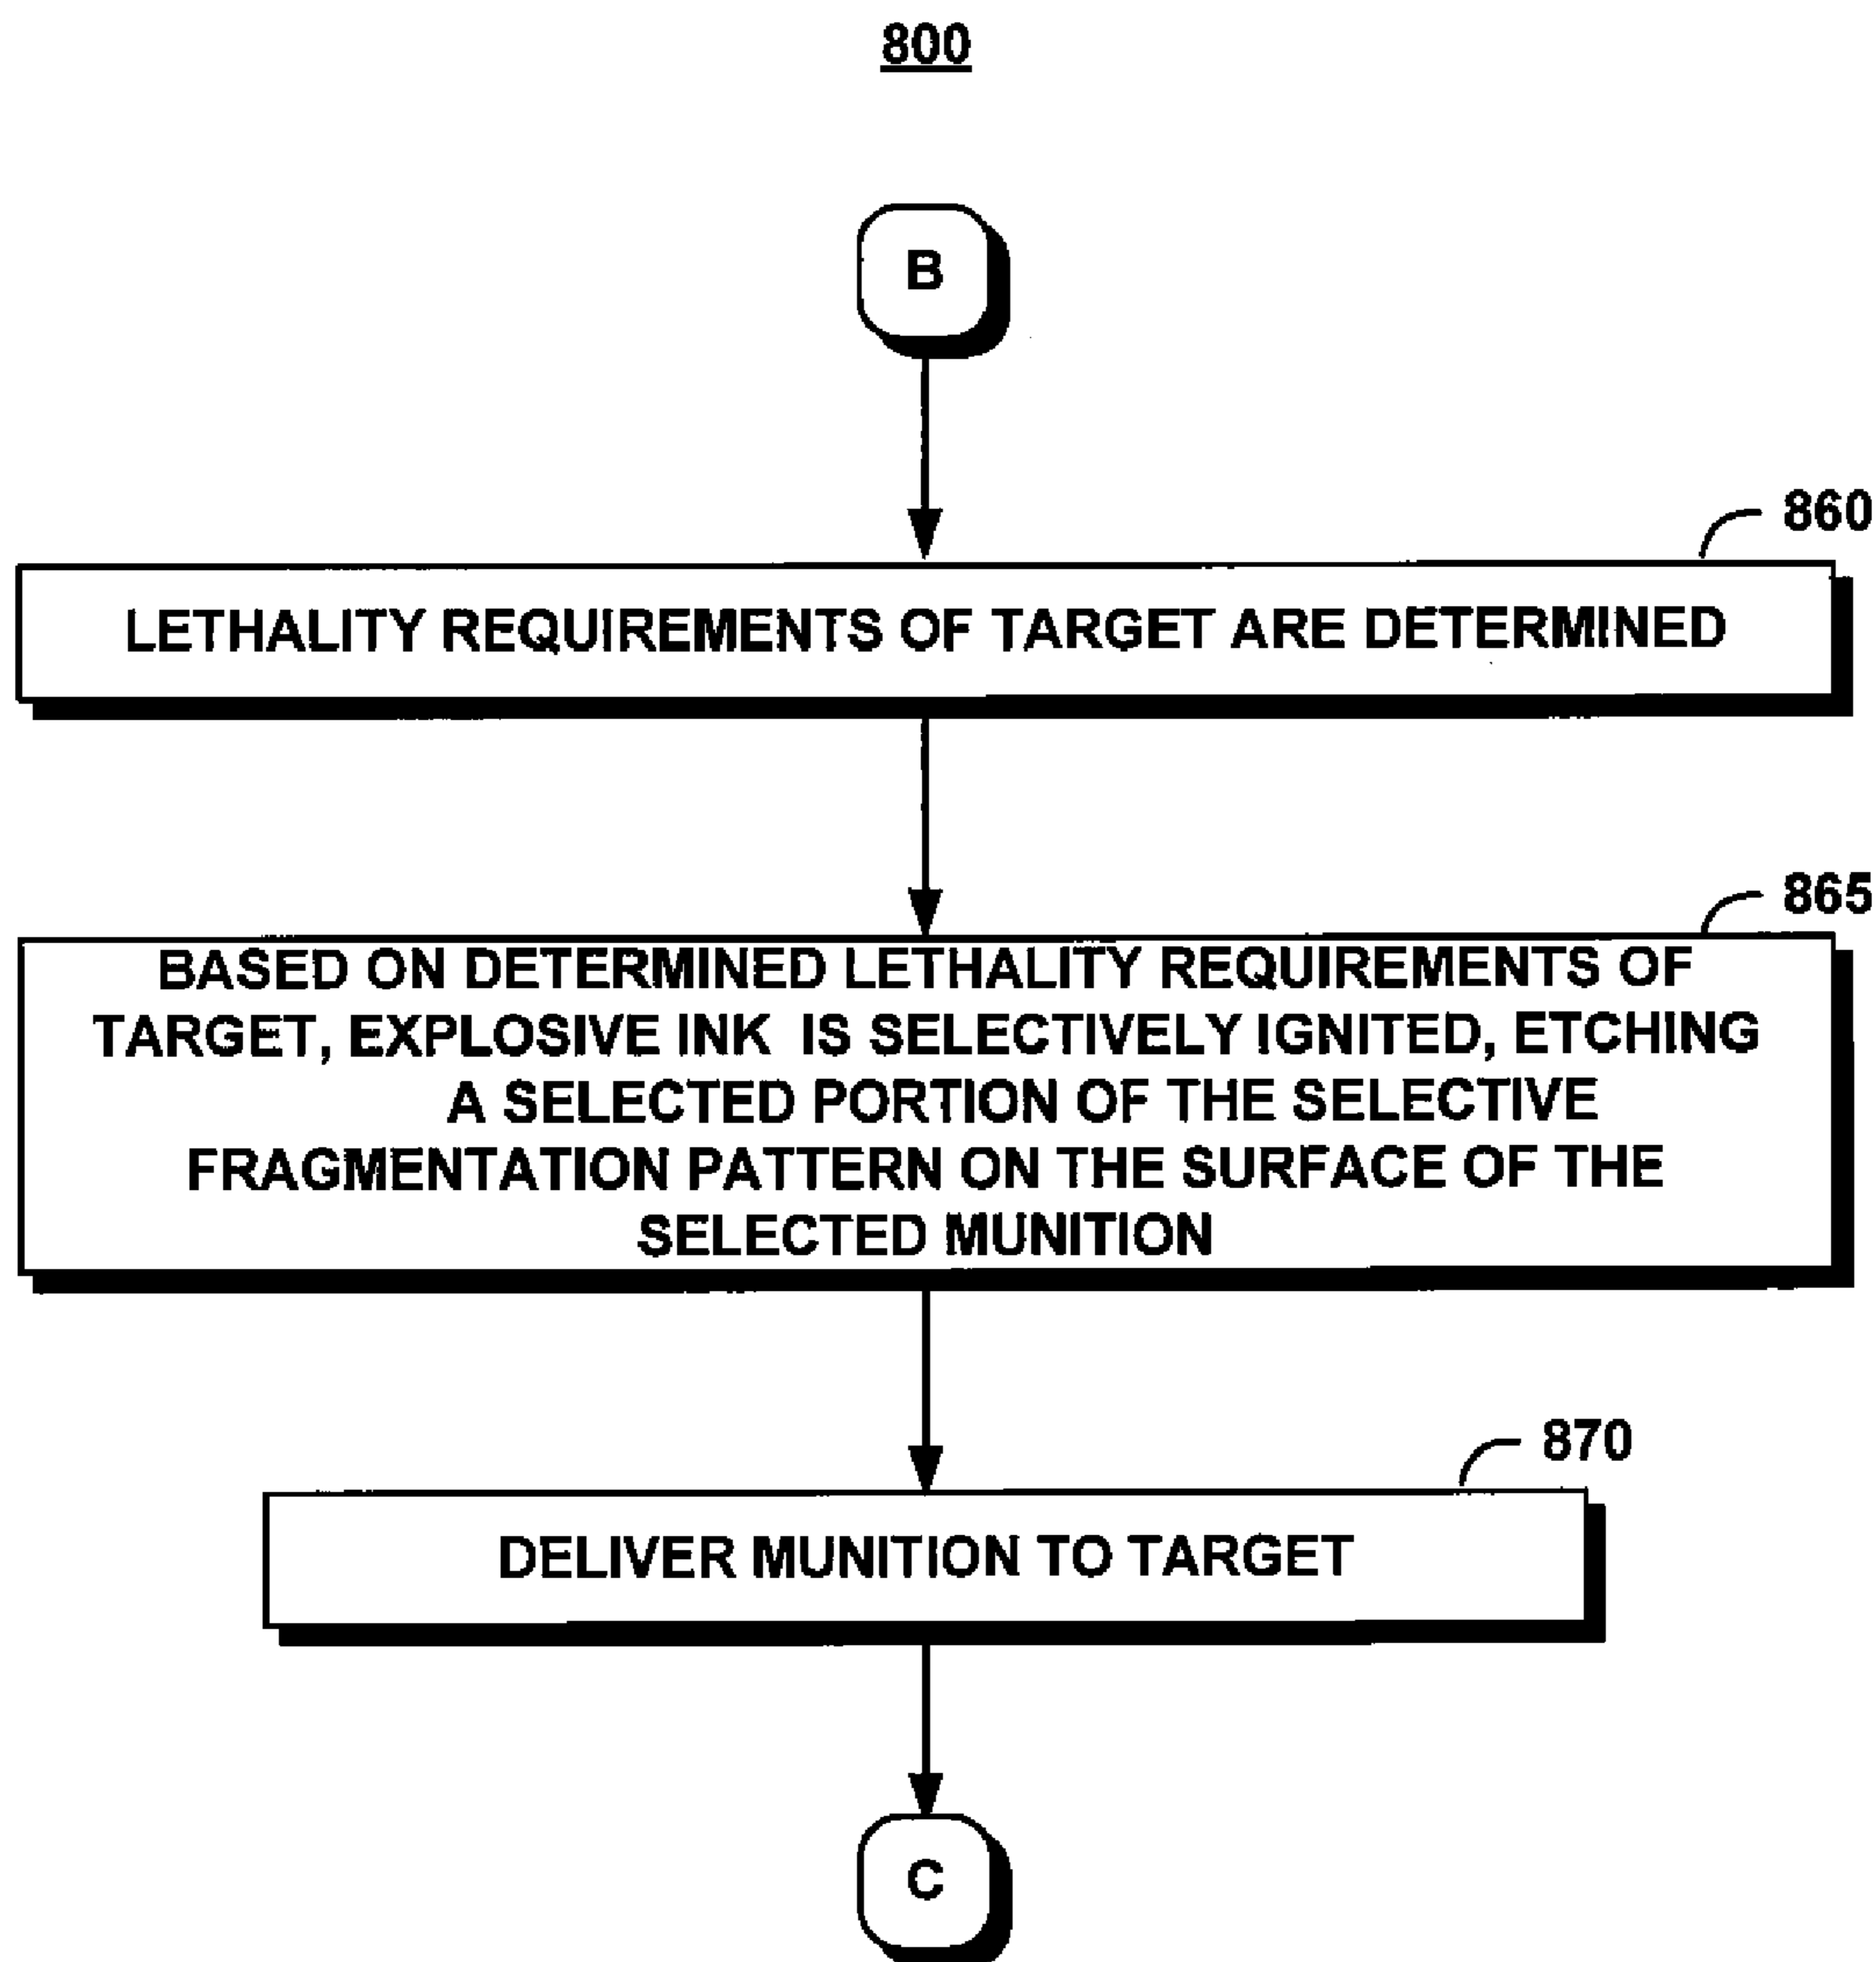 800
B
860
LETHALITY REQUIREMENTS OF TARGET ARE DETERMINED
865
BASED ON DETERMINED LETHALITY REQUIREMENTS OF
TARGET, EXPLOSIVE INK IS SELECTIVELY IGNITED, ETCHING
A SELECTED PORTION OF THE SELECTIVE
FRAGMENTATION PATTERN ON THE SURFACE OF THE
SELECTED MUNITION
870
DELIVER MUNITION TO TARGET
C